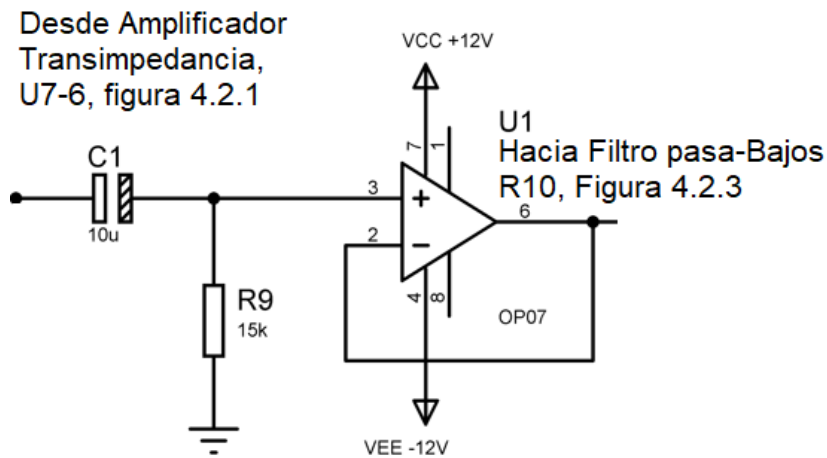 Desde Amplificador
Transimpedancia,
U7-6, figura 4.2.1
VCC +12V
C1
10u
R9
15k
3
2
7
1
+
−
4
8
6
U1
Hacia Filtro pasa-Bajos
R10, Figura 4.2.3
OP07
VEE -12V